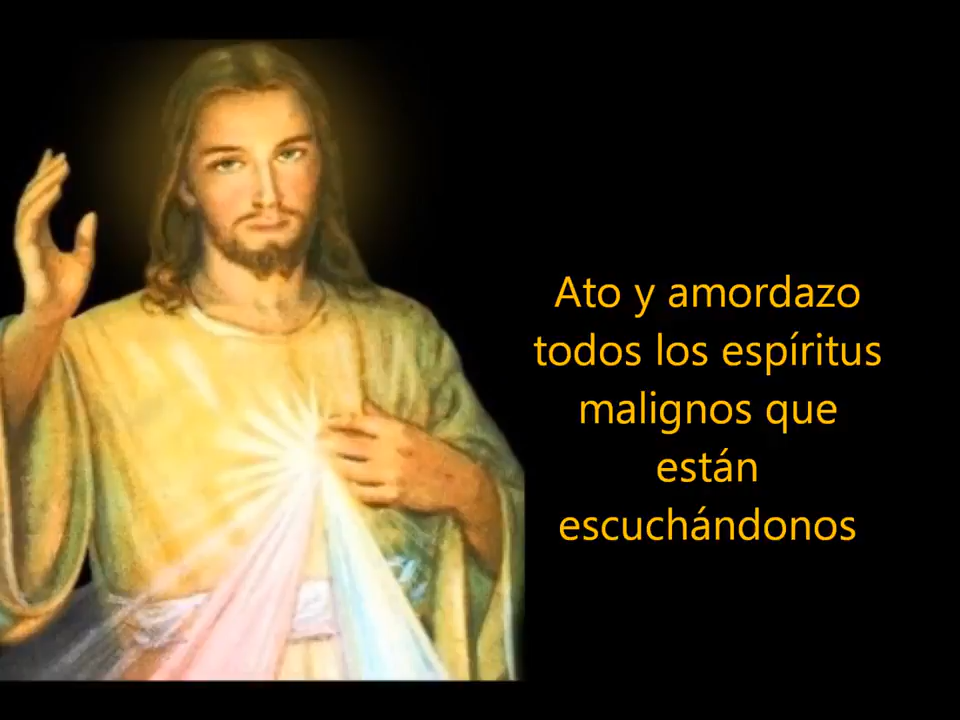 Ato y amordazo
todos los espíritus
malignos que
están
escuchándonos